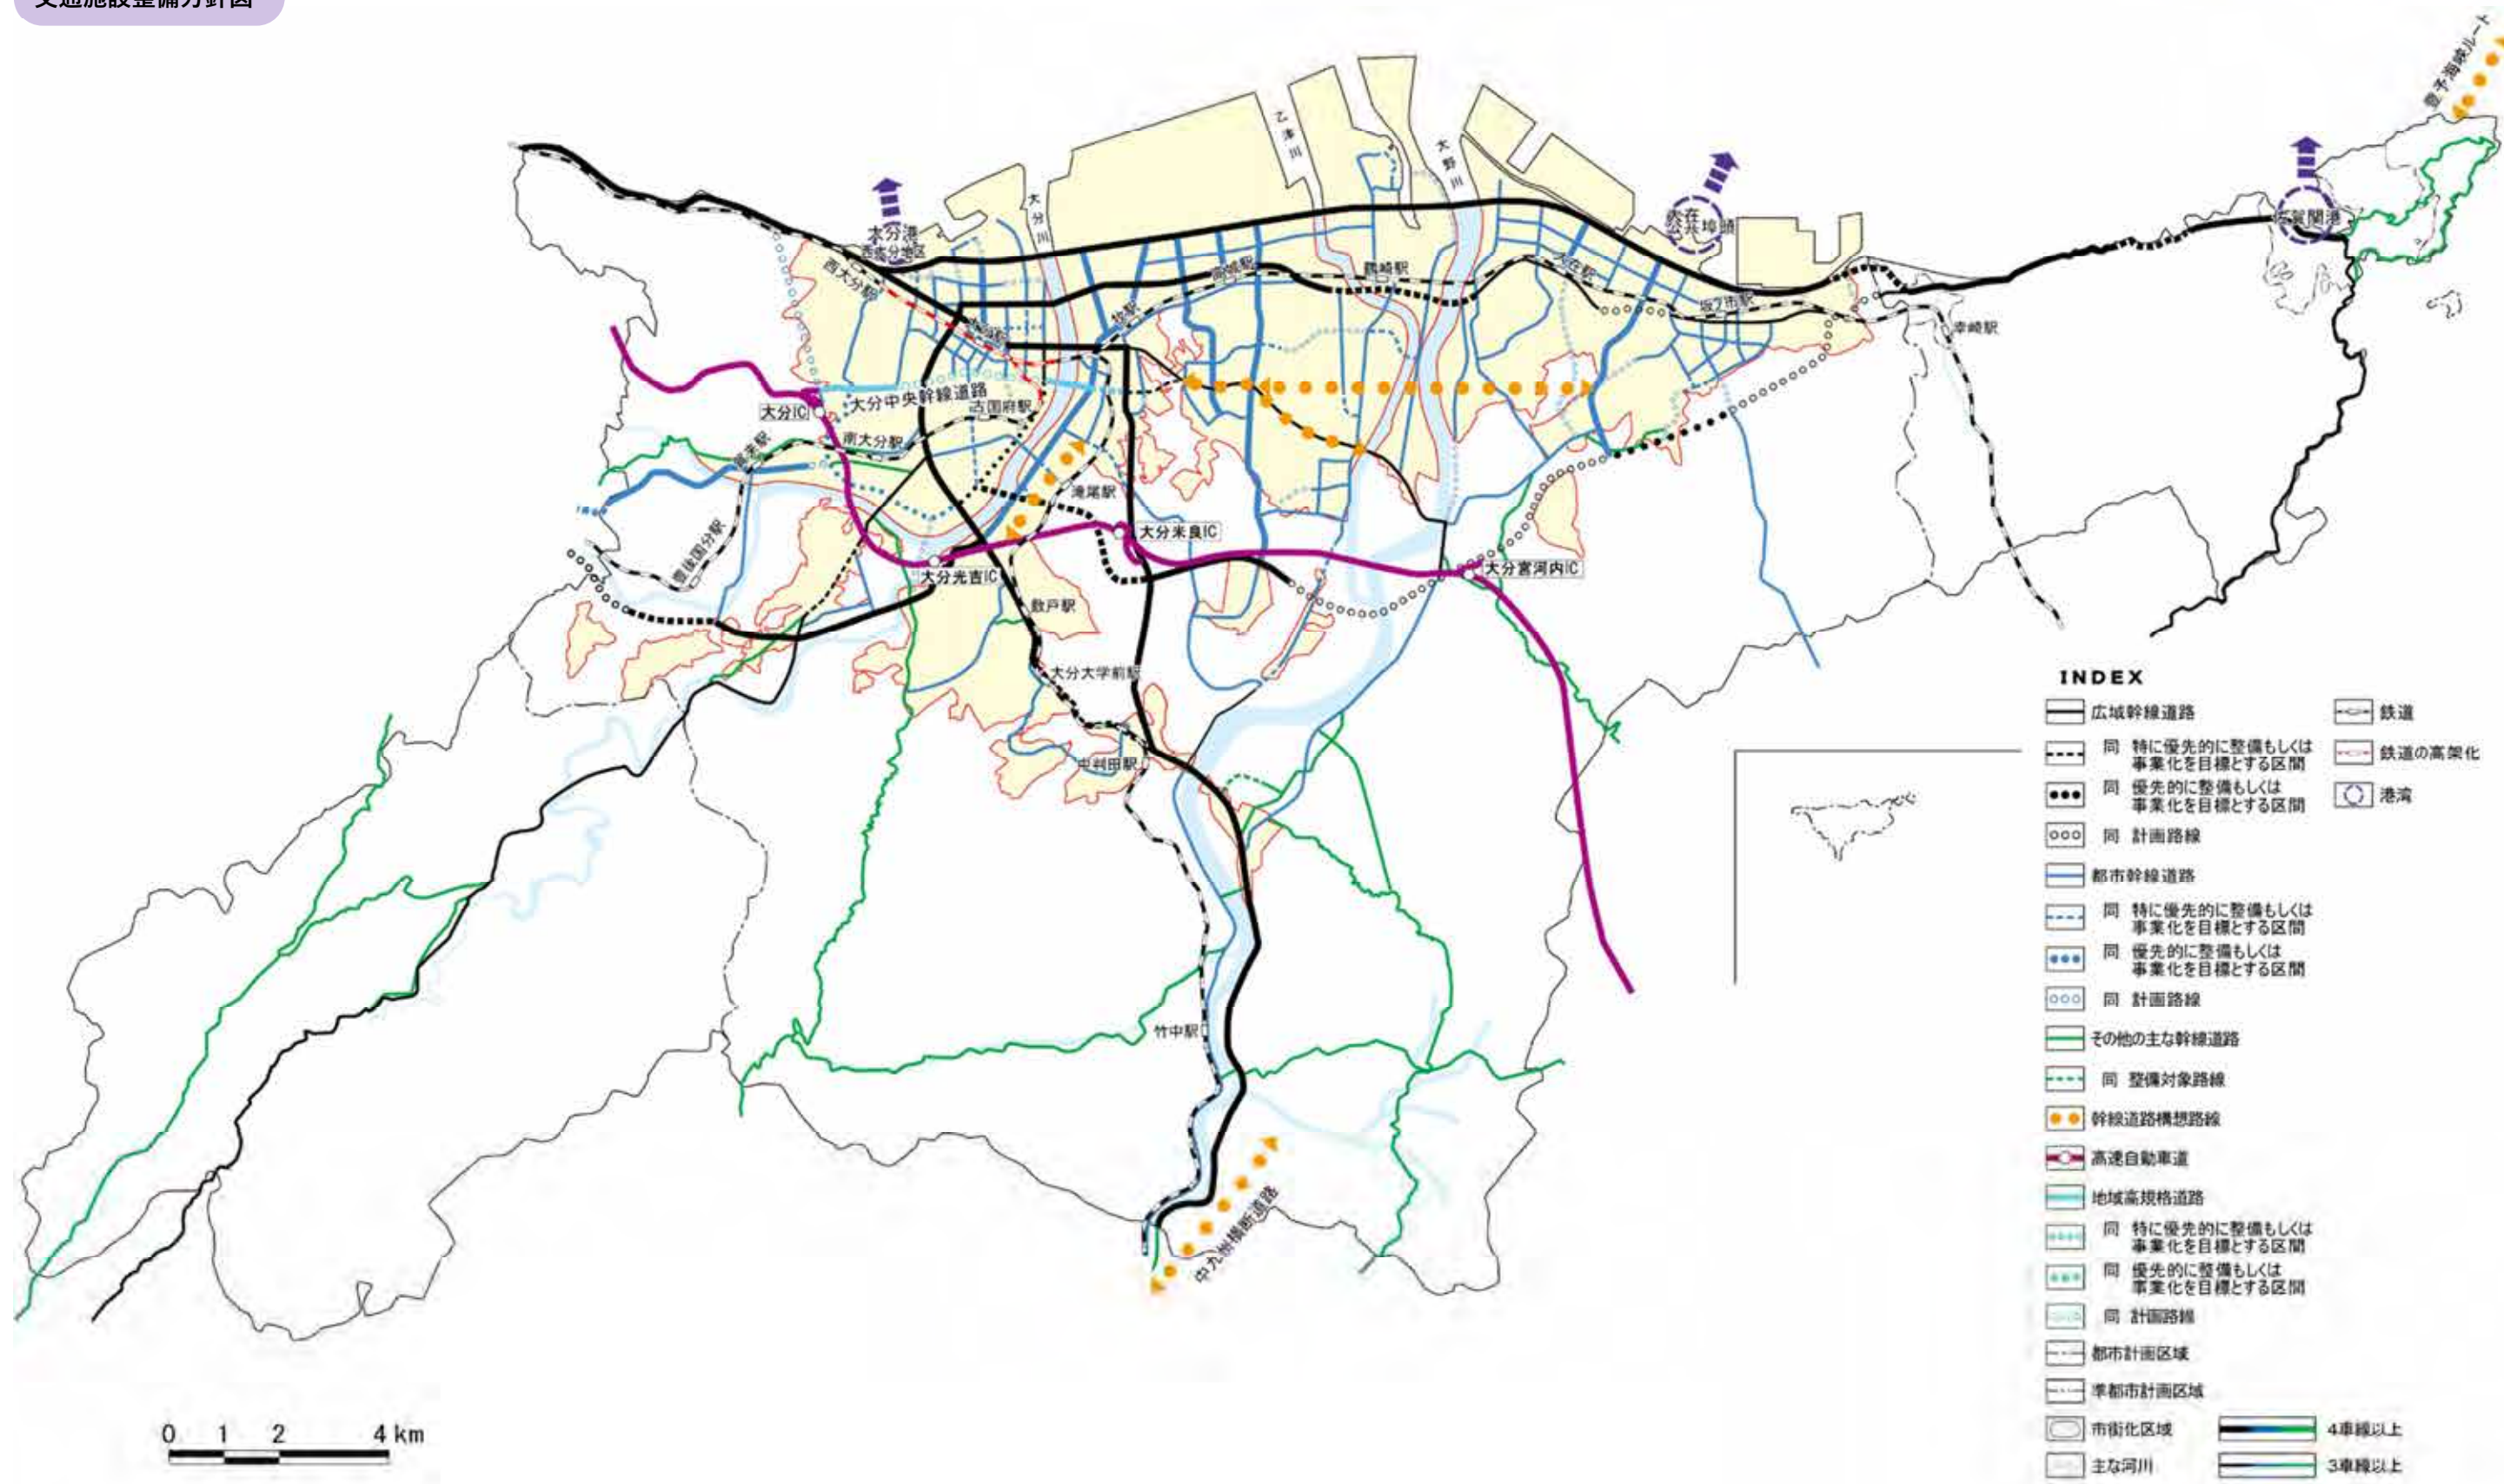 交通施設整備方針図
豊予海峡ルート
乙津川
大野川
大分川
大分港
西大分地区
大在
公共埠頭
佐賀関港
西大分駅
大分駅
牧駅
高城駅
鶴崎駅
大在駅
坂ノ市駅
幸崎駅
大分IC
大分中央幹線道路
古国府駅
南大分駅
賀来駅
滝尾駅
豊後国分駅
大分米良IC
大分光吉IC
大分宮河内IC
敷戸駅
大分大学前駅
中判田駅
竹中駅
中九州横断道路
INDEX
広域幹線道路
同 特に優先的に整備もしくは
事業化を目標とする区間
同 優先的に整備もしくは
事業化を目標とする区間
同 計画路線
都市幹線道路
同 特に優先的に整備もしくは
事業化を目標とする区間
同 優先的に整備もしくは
事業化を目標とする区間
同 計画路線
その他の主な幹線道路
同 整備対象路線
幹線道路構想路線
高速自動車道
地域高規格道路
同 特に優先的に整備もしくは
事業化を目標とする区間
同 優先的に整備もしくは
事業化を目標とする区間
同 計画路線
都市計画区域
準都市計画区域
市街化区域
主な河川
鉄道
鉄道の高架化
港湾
4車線以上
3車線以上
0 1 2 4 km